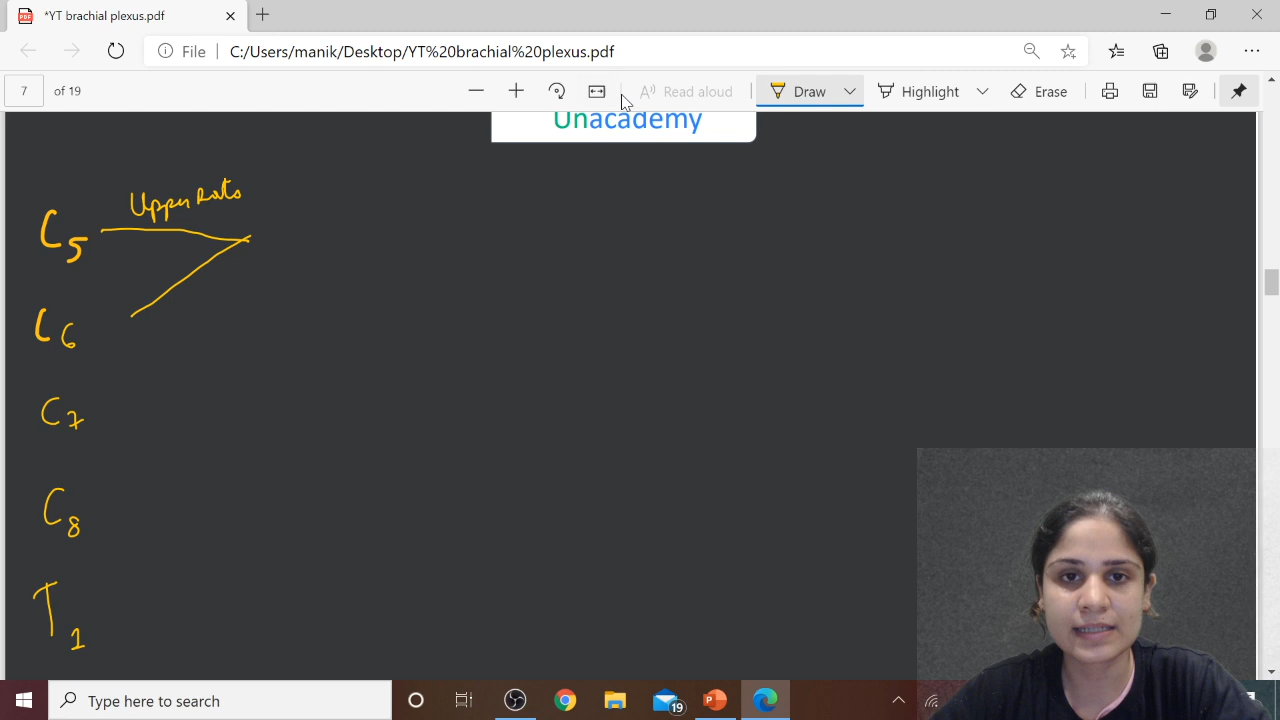 *YT brachial plexus.pdf
File C:/Users/manik/Desktop/YT%20brachial%20plexus.pdf
7 of 19 Read aloud Draw Highlight Erase
Unacademy
Upper Roots
C5
C6
C7
C8
T1
Type here to search 19